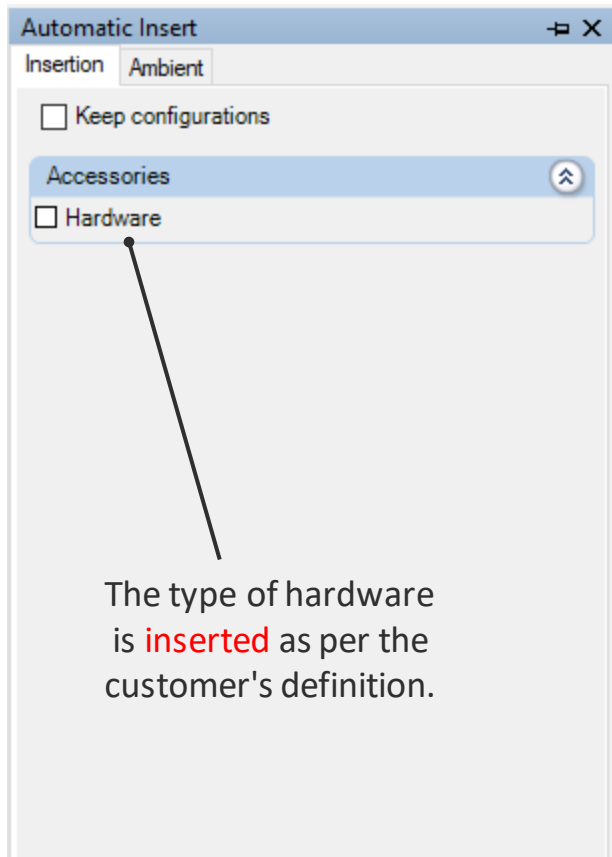 Automatic Insert
Insertion Ambient
Keep configurations
Accessories
Hardware
The type of hardware
is inserted as per the
customer's definition.